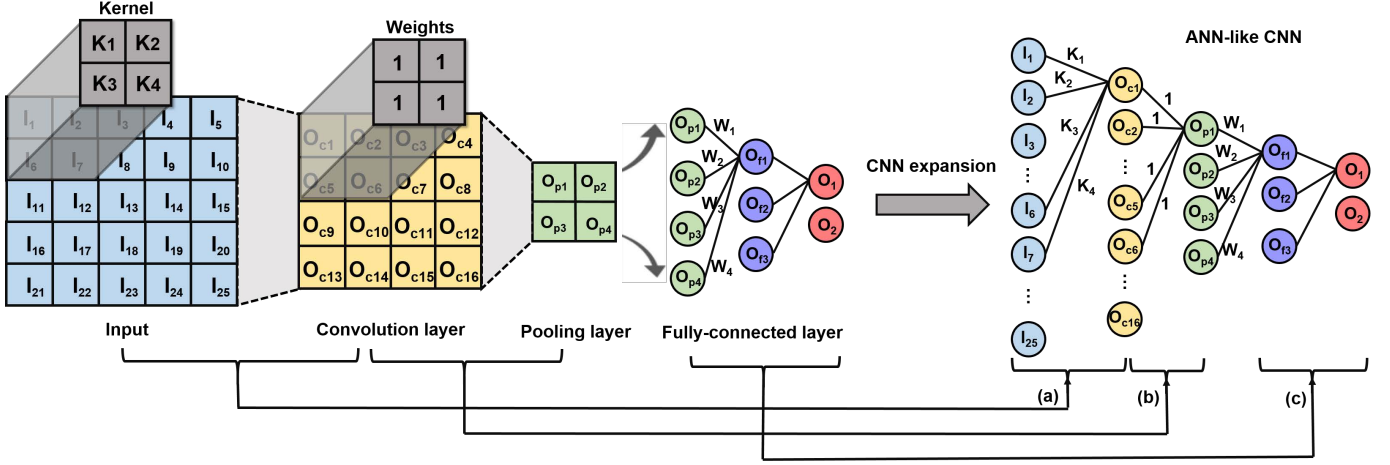 Kernel
K1 K2
K3 K4
I1 I2 I3 I4 I5
I6 I7 I8 I9 I10
I11 I12 I13 I14 I15
I16 I17 I18 I19 I20
I21 I22 I23 I24 I25
Input
Weights
1 1
1 1
Oc1 Oc2 Oc3 Oc4
Oc5 Oc6 Oc7 Oc8
Oc9 Oc10 Oc11 Oc12
Oc13 Oc14 Oc15 Oc16
Convolution layer
Op1 Op2
Op3 Op4
Pooling layer
Op1
Op2
Op3
Op4
W1
W2
W3
W4
Of1
Of2
Of3
O1
O2
Fully-connected layer
CNN expansion
ANN-like CNN
I1
I2
I3
I6
I7
I25
K1
K2
K3
K4
Oc1
Oc2
Oc5
Oc6
Oc16
1
1
1
1
Op1
Op2
Op3
Op4
W1
W2
W3
W4
Of1
Of2
Of3
O1
O2
(a)
(b)
(c)